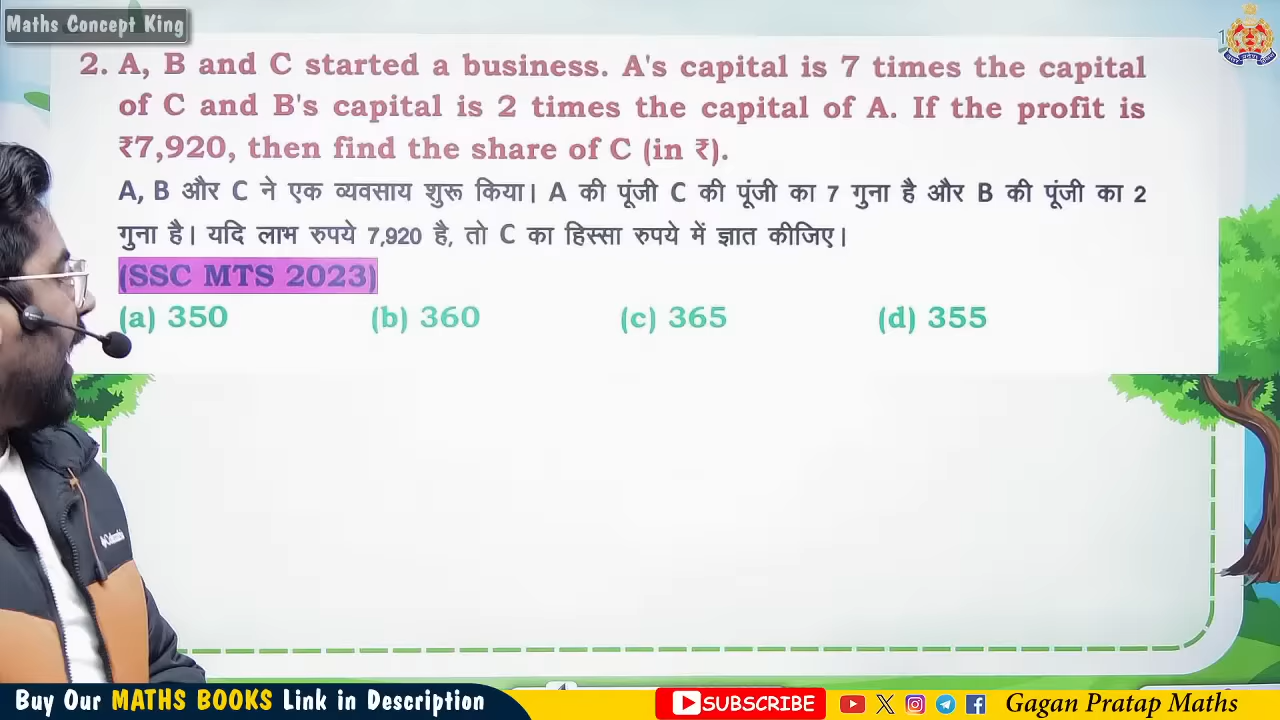 Maths Concept King
2. A, B and C started a business. A's capital is 7 times the capital
of C and B's capital is 2 times the capital of A. If the profit is
₹7,920, then find the share of C (in ₹).
A, B और C ने एक व्यवसाय शुरू किया। A की पूंजी C की पूंजी का 7 गुना है और B की पूंजी का 2
गुना है। यदि लाभ रुपये 7,920 है, तो C का हिस्सा रुपये में ज्ञात कीजिए।
(SSC MTS 2023)
(a) 350 (b) 360 (c) 365 (d) 355
Buy Our MATHS BOOKS Link in Description
SUBSCRIBE
Gagan Pratap Maths